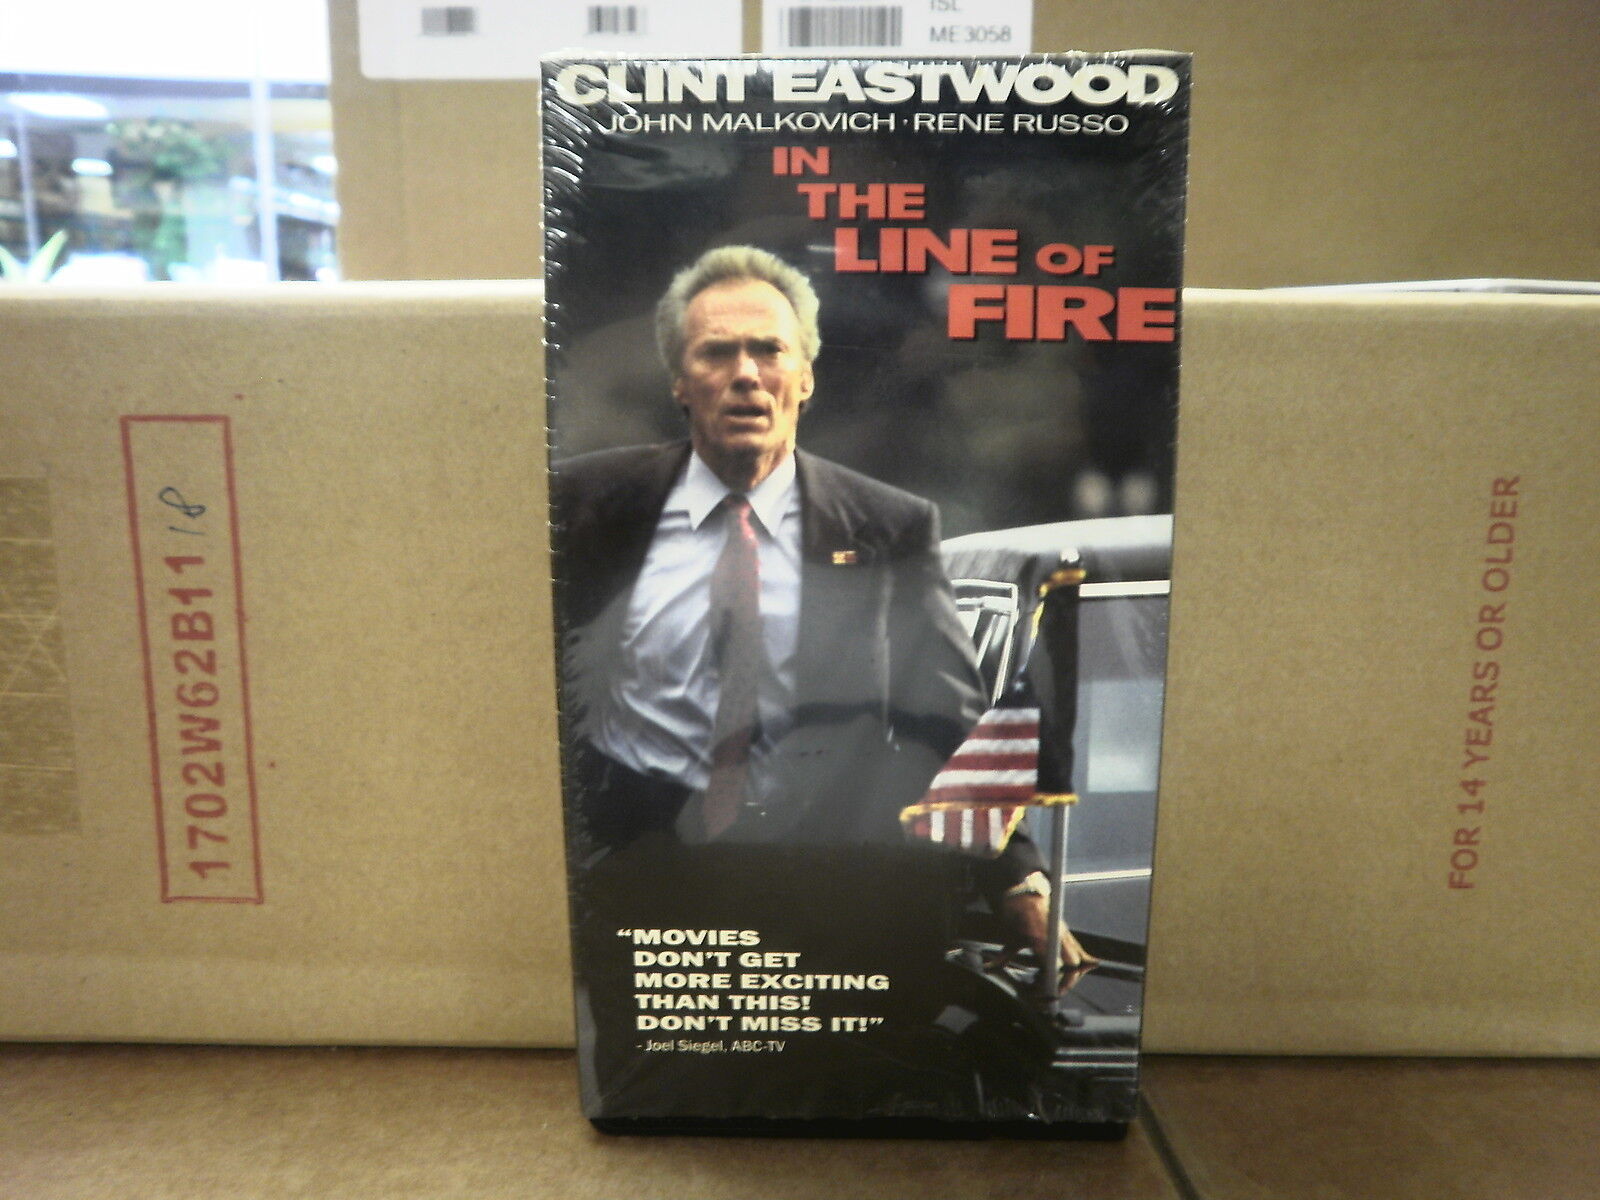 ISL
ME3058
CLINT EASTWOOD
JOHN MALKOVICH · RENE RUSSO
IN
THE
LINE OF
FIRE
"MOVIES
DON'T GET
MORE EXCITING
THAN THIS!
DON'T MISS IT!"
- Joel Siegel, ABC-TV
1702W62B11 18
FOR 14 YEARS OR OLDER